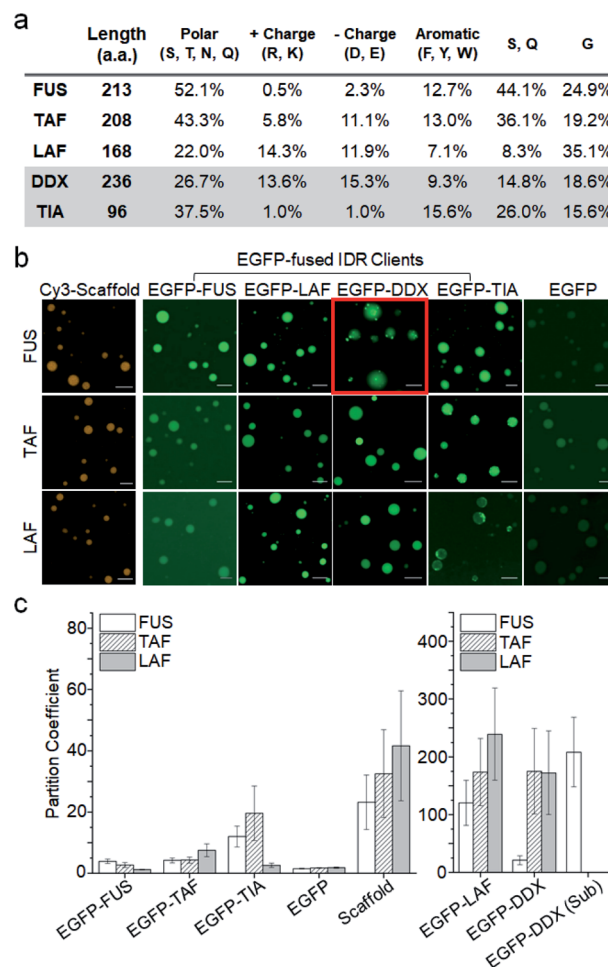 a
Length (a.a.) Polar (S, T, N, Q) + Charge (R, K) - Charge (D, E) Aromatic (F, Y, W) S, Q G
FUS 213 52.1% 0.5% 2.3% 12.7% 44.1% 24.9%
TAF 208 43.3% 5.8% 11.1% 13.0% 36.1% 19.2%
LAF 168 22.0% 14.3% 11.9% 7.1% 8.3% 35.1%
DDX 236 26.7% 13.6% 15.3% 9.3% 14.8% 18.6%
TIA 96 37.5% 1.0% 1.0% 15.6% 26.0% 15.6%
b
EGFP-fused IDR Clients
Cy3-Scaffold EGFP-FUS EGFP-LAF EGFP-DDX EGFP-TIA EGFP
FUS
TAF
LAF
c
Partition Coefficient
80
60
40
20
0
FUS
TAF
LAF
EGFP-FUS
EGFP-TAF
EGFP-TIA
EGFP
Scaffold
400
300
200
100
0
FUS
TAF
LAF
EGFP-LAF
EGFP-DDX
EGFP-DDX (Sub)